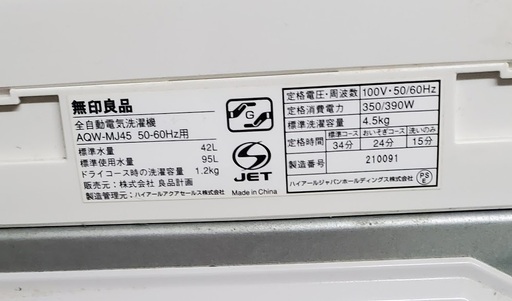 無印良品
全自動電気洗濯機
AQW-MJ45 50-60Hz用
標準水量 42L
標準使用水量 95L
ドライコース時の洗濯容量 1.2kg
販売元：株式会社 良品計画
製造管理元：ハイアールアクアセールス株式会社
G
JET
Made in China
定格電圧・周波数 100V・50/60Hz
定格消費電力 350/390W
標準洗濯容量 4.5kg
定格時間 標準コース おいそぎコース 洗いのみ
34分 24分 15分
製造番号 210091
ハイアールジャパンホールディングス株式会社
PSE